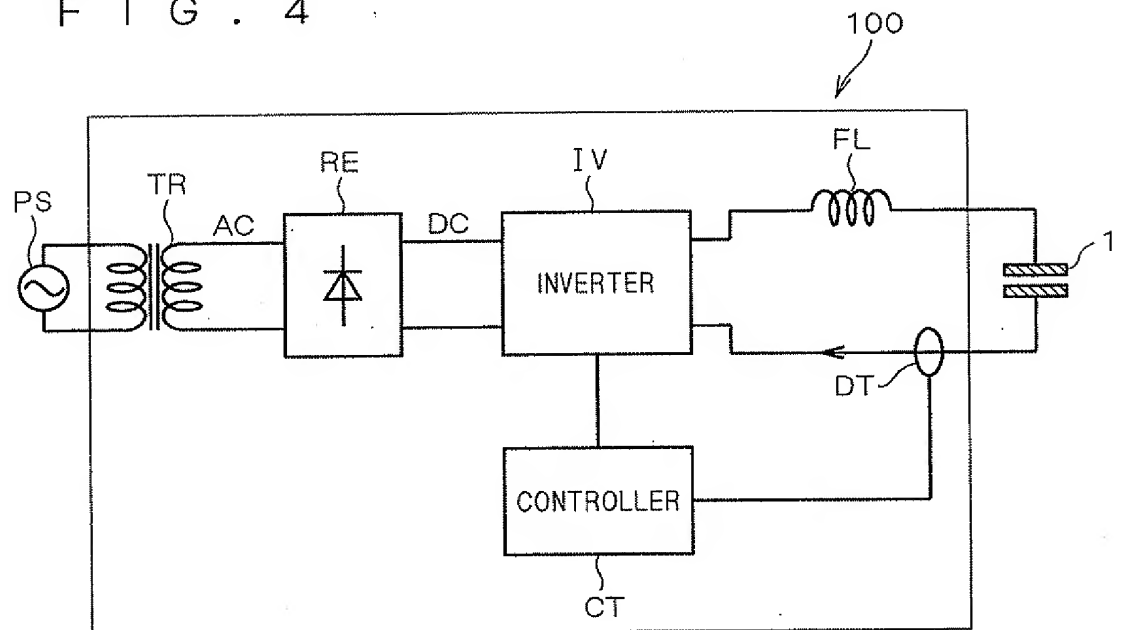 F I G . 4
100
FL
IV
RE
TR
PS
AC
DC
INVERTER
1
DT
CONTROLLER
CT